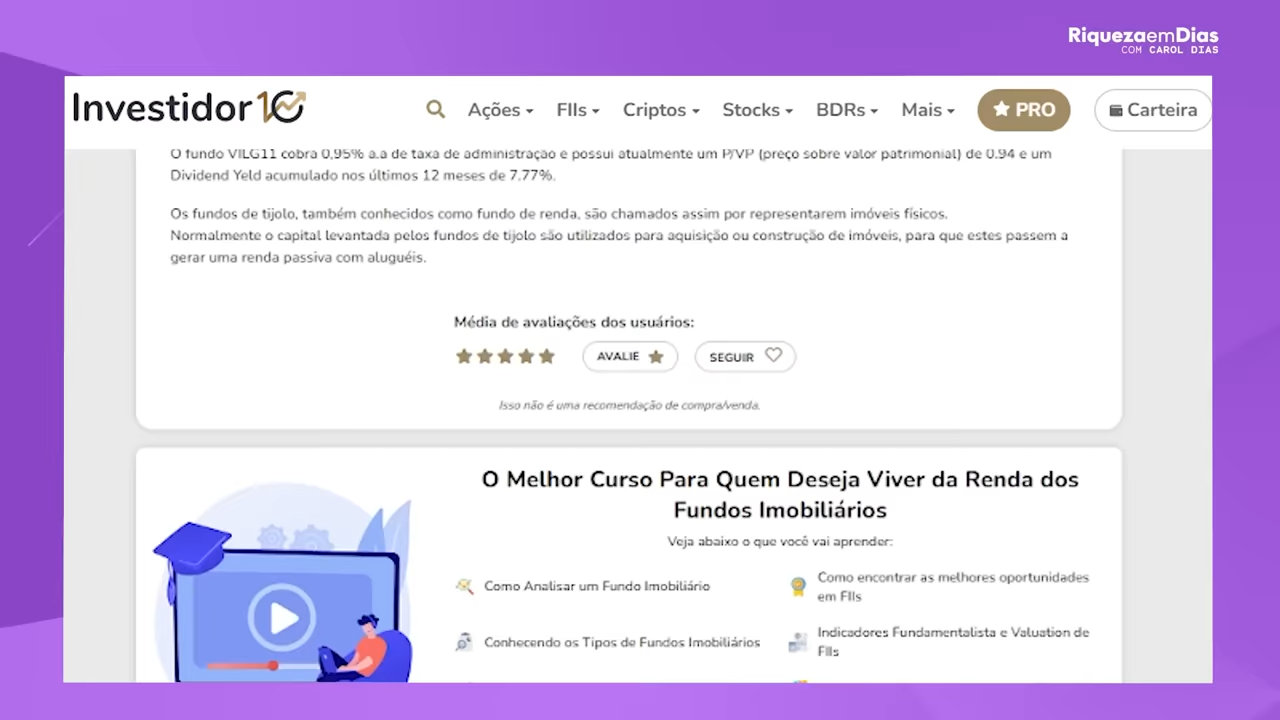 RiquezaemDias
COM CAROL DIAS
Investidor 10
Ações
FIIs
Criptos
Stocks
BDRs
Mais
PRO
Carteira
O fundo VILG11 cobra 0,95% a.a de taxa de administração e possui atualmente um P/VP (preço sobre valor patrimonial) de 0.94 e um
Dividend Yeld acumulado nos últimos 12 meses de 7.77%.
Os fundos de tijolo, também conhecidos como fundo de renda, são chamados assim por representarem imóveis físicos.
Normalmente o capital levantada pelos fundos de tijolo são utilizados para aquisição ou construção de imóveis, para que estes passem a
gerar uma renda passiva com aluguéis.
Média de avaliações dos usuários:
AVALIE
SEGUIR
Isso não é uma recomendação de compra/venda.
O Melhor Curso Para Quem Deseja Viver da Renda dos
Fundos Imobiliários
Veja abaixo o que você vai aprender:
Como Analisar um Fundo Imobiliário
Como encontrar as melhores oportunidades
em FIIs
Conhecendo os Tipos de Fundos Imobiliários
Indicadores Fundamentalista e Valuation de
FIIs